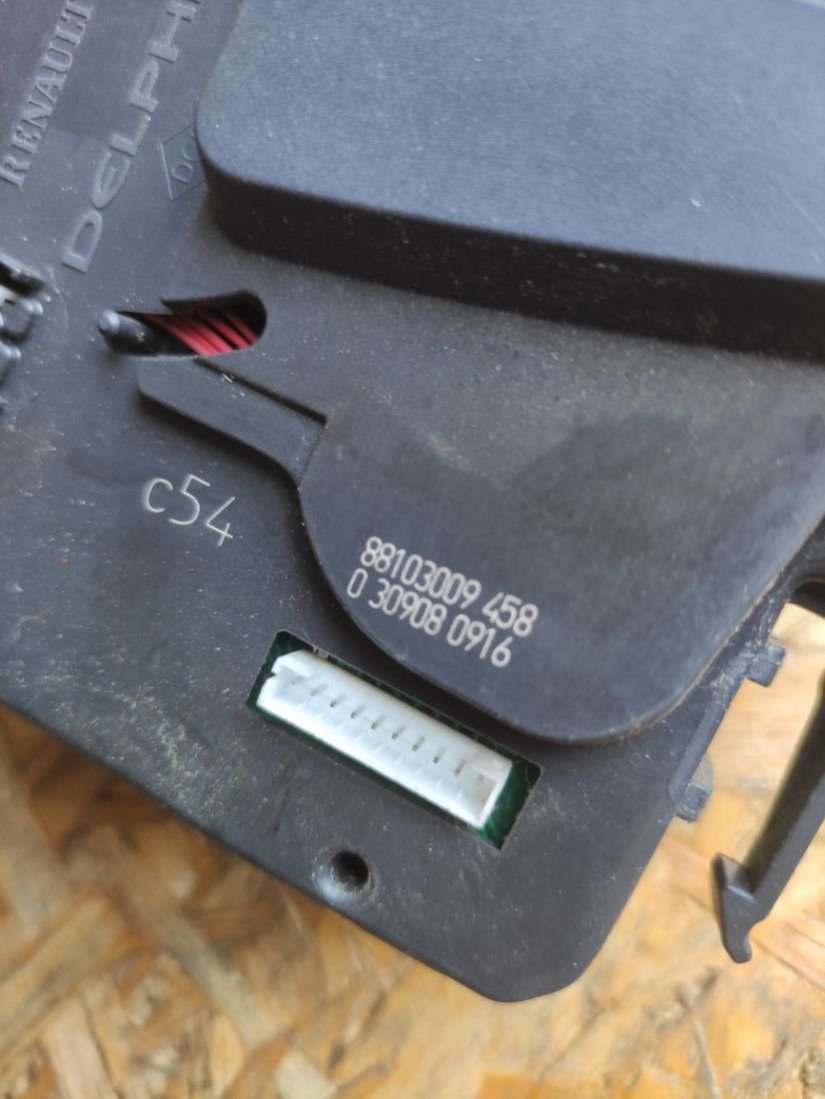 RENAULT
DELPHI
c54
88103009 458
0 30908 0916